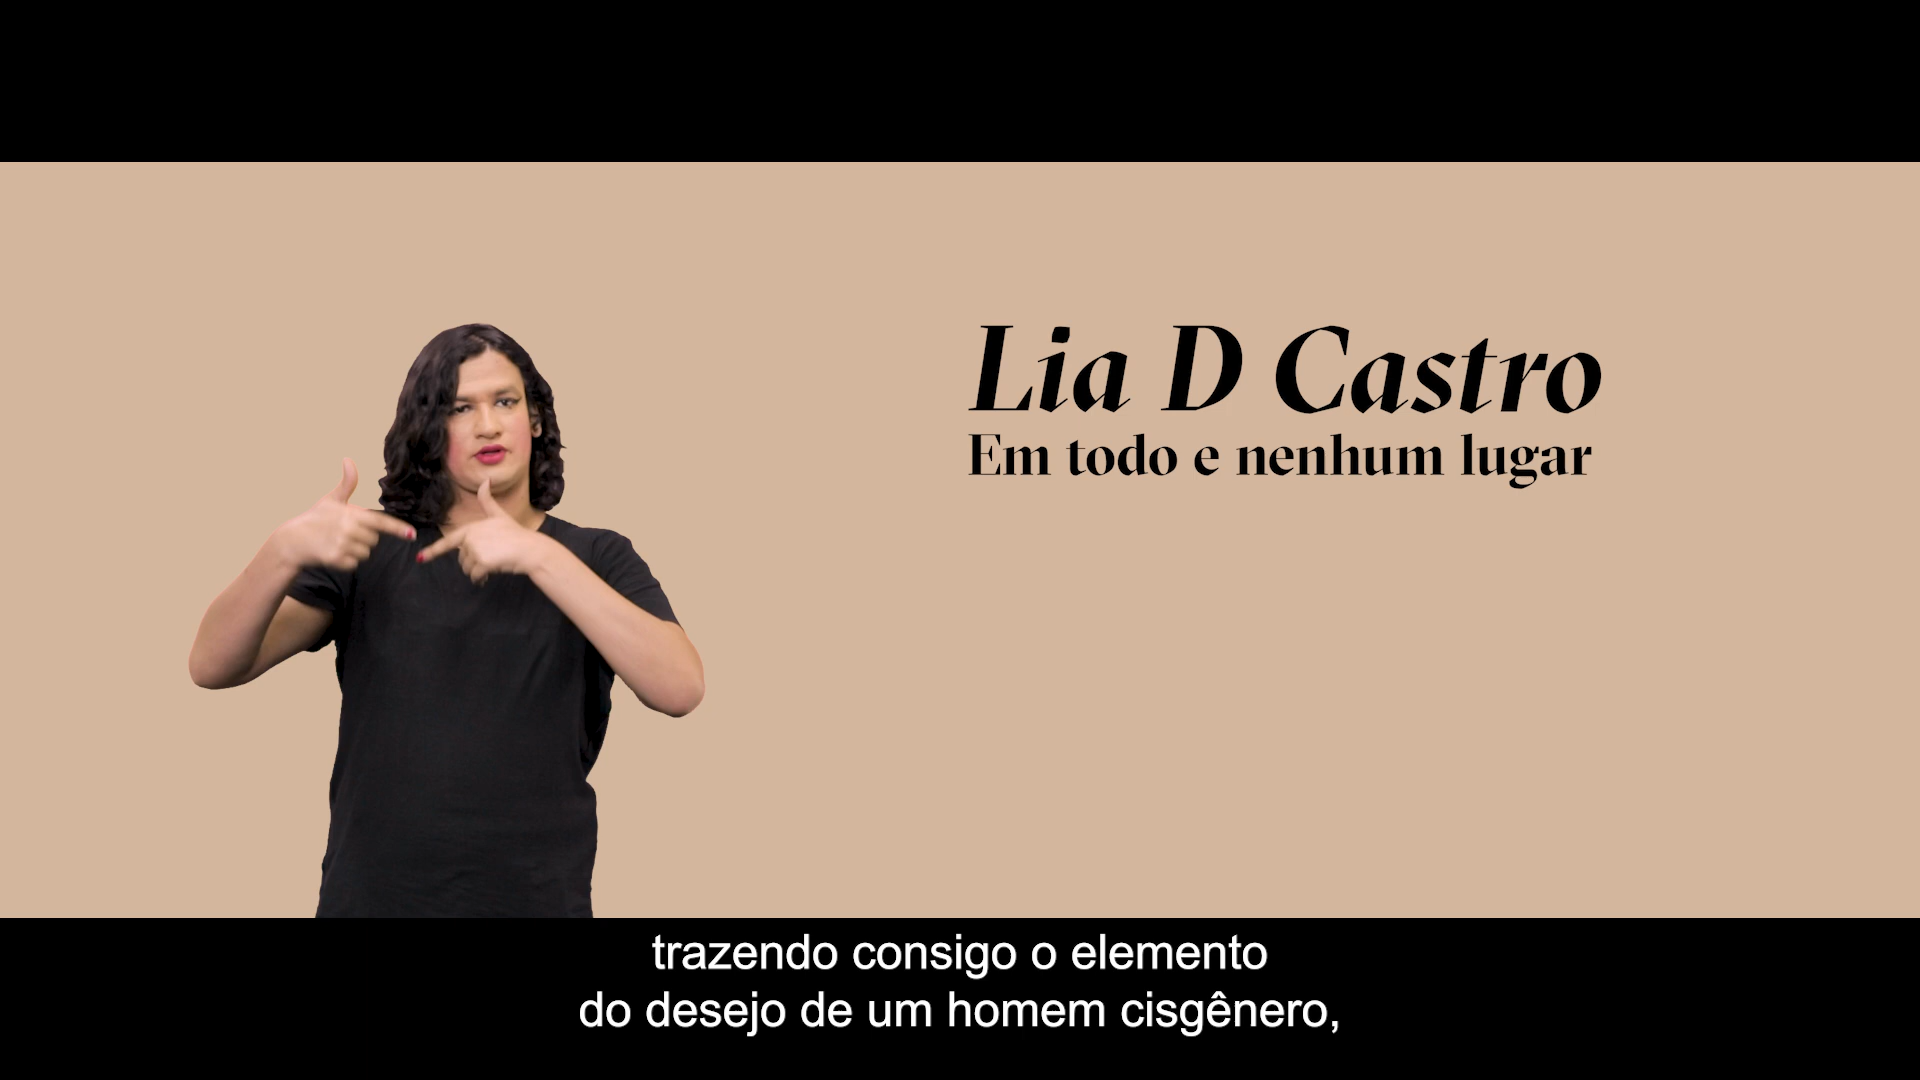 Lia D Castro
Em todo e nenhum lugar
trazendo consigo o elemento
do desejo de um homem cisgênero,